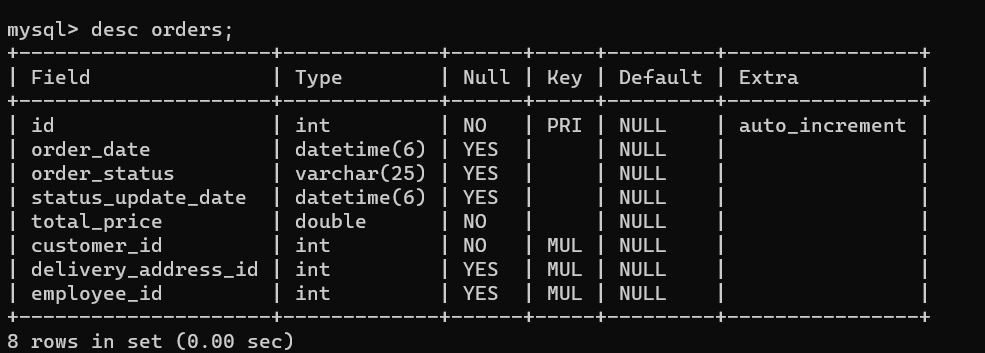 mysql> desc orders;
+---------------------+-------------+------+-----+---------+----------------+
| Field               | Type        | Null | Key | Default | Extra          |
+---------------------+-------------+------+-----+---------+----------------+
| id                  | int         | NO   | PRI | NULL    | auto_increment |
| order_date          | datetime(6) | YES  |     | NULL    |                |
| order_status        | varchar(25) | YES  |     | NULL    |                |
| status_update_date  | datetime(6) | YES  |     | NULL    |                |
| total_price         | double      | NO   |     | NULL    |                |
| customer_id         | int         | NO   | MUL | NULL    |                |
| delivery_address_id | int         | YES  | MUL | NULL    |                |
| employee_id         | int         | YES  | MUL | NULL    |                |
+---------------------+-------------+------+-----+---------+----------------+
8 rows in set (0.00 sec)